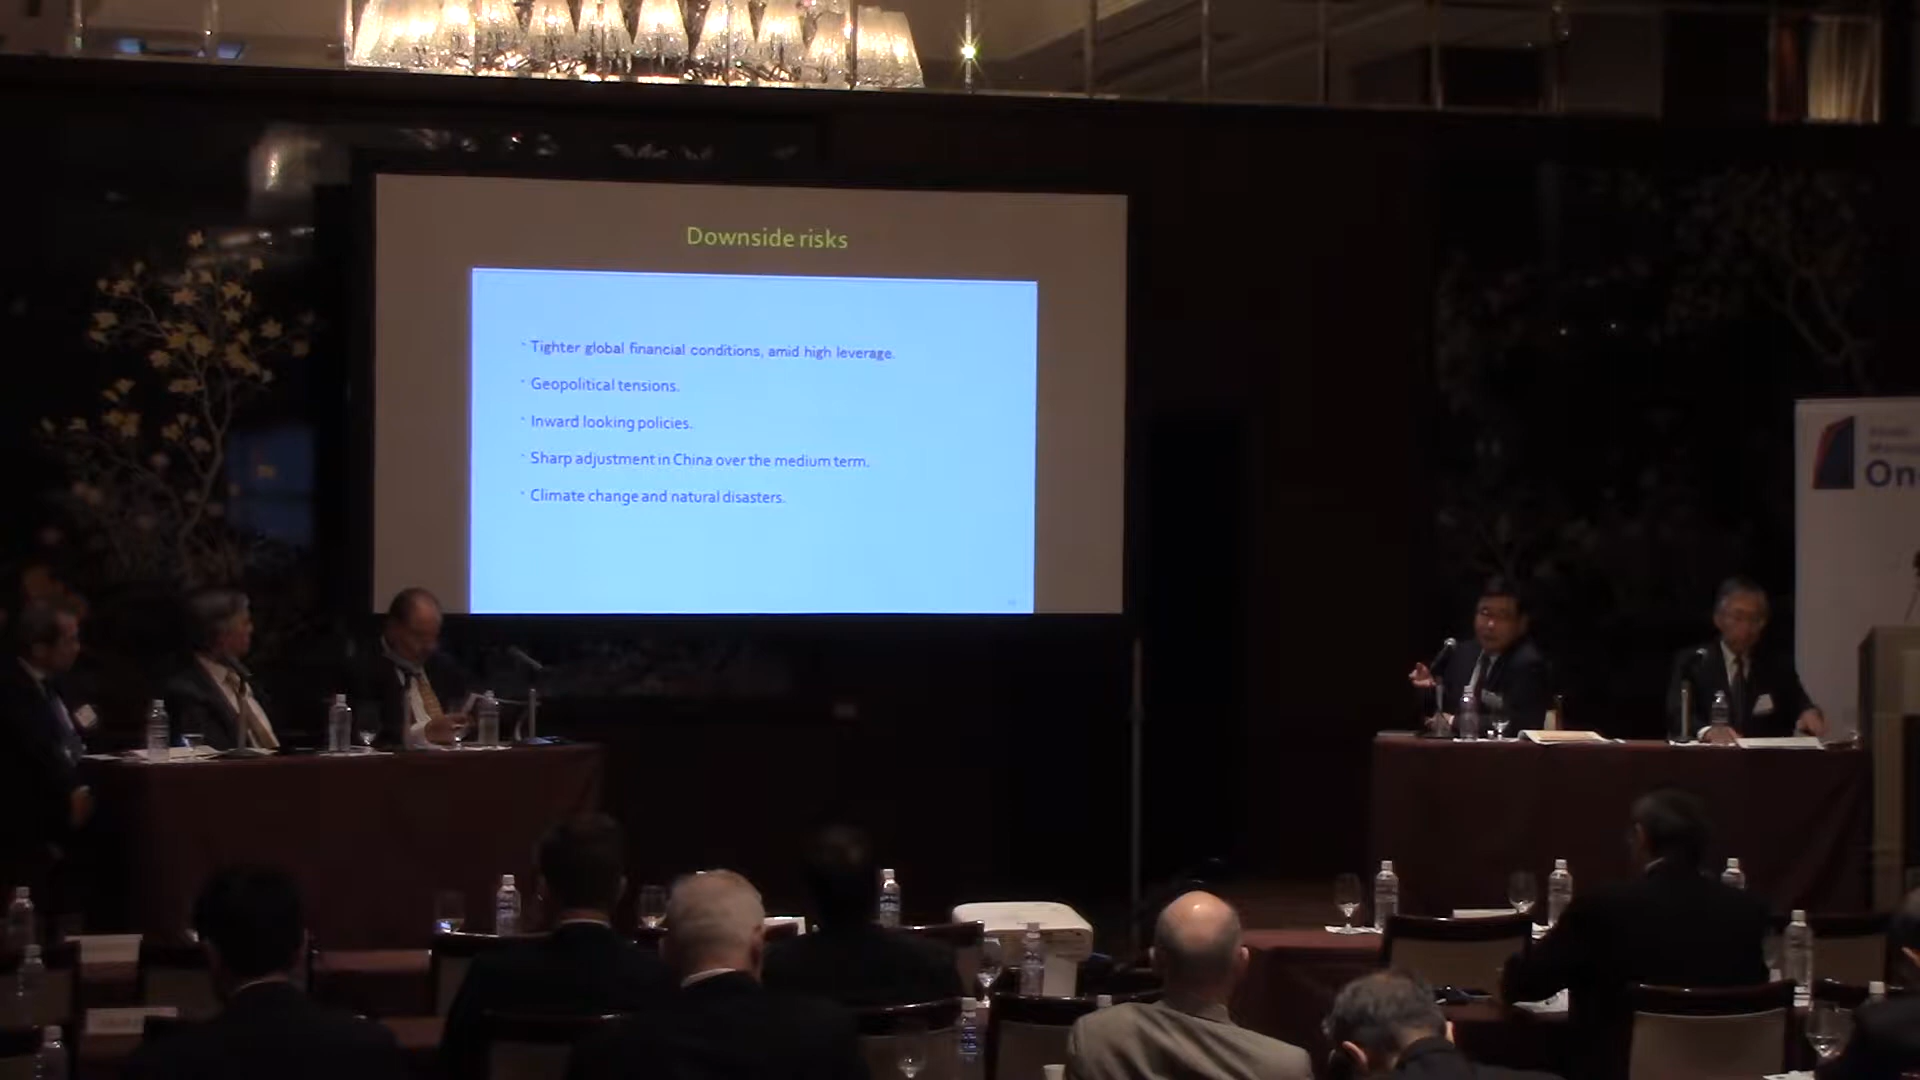 Downside risks
Tighter global financial conditions, amid high leverage.
Geopolitical tensions.
Inward looking policies.
Sharp adjustment in China over the medium term.
Climate change and natural disasters.